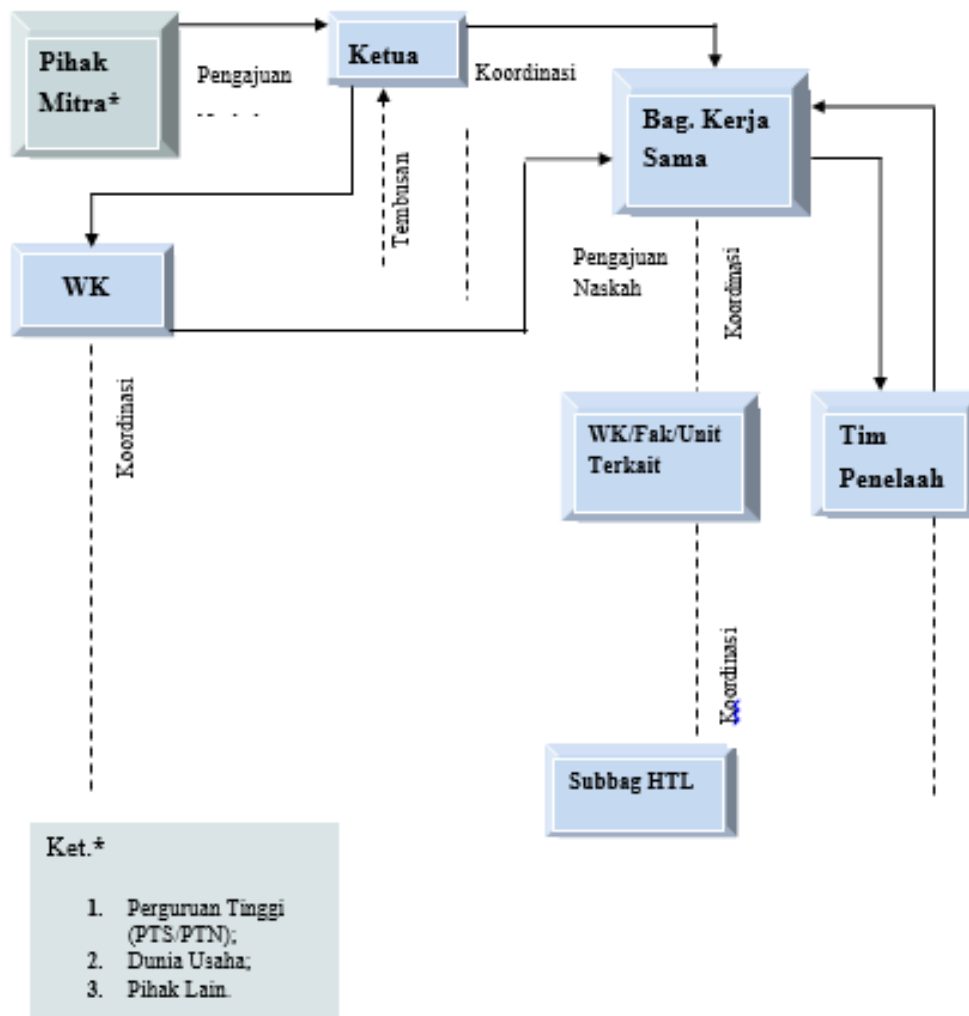 Pihak
Mitra*
Pengajuan
Ketua
Koordinasi
Bag. Kerja
Sama
Tembusan
WK
Pengajuan
Naskah
Koordinasi
Koordinasi
WK/Fak/Unit
Terkait
Tim
Penelaah
Koordinasi
Subbag HTL
Ket.*
1. Perguruan Tinggi
(PTS/PTN);
2. Dunia Usaha;
3. Pihak Lain.